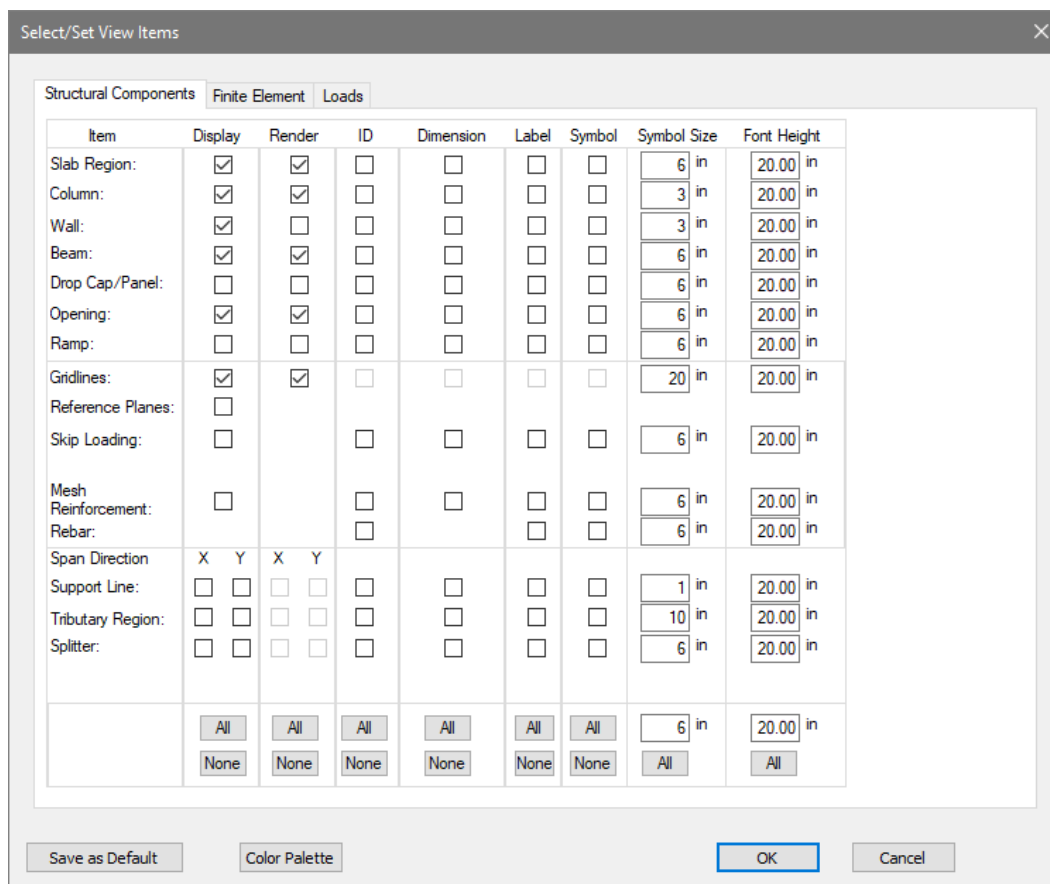 Select/Set View Items
Structural Components Finite Element Loads
Item Display Render ID Dimension Label Symbol Symbol Size Font Height
Slab Region: 6 in 20.00 in
Column: 3 in 20.00 in
Wall: 3 in 20.00 in
Beam: 6 in 20.00 in
Drop Cap/Panel: 6 in 20.00 in
Opening: 6 in 20.00 in
Ramp: 6 in 20.00 in
Gridlines: 20 in 20.00 in
Reference Planes:
Skip Loading: 6 in 20.00 in
Mesh
Reinforcement: 6 in 20.00 in
Rebar: 6 in 20.00 in
Span Direction X Y X Y
Support Line: 1 in 20.00 in
Tributary Region: 10 in 20.00 in
Splitter: 6 in 20.00 in
All All All All All All 6 in 20.00 in
None None None None None None All All
Save as Default Color Palette OK Cancel